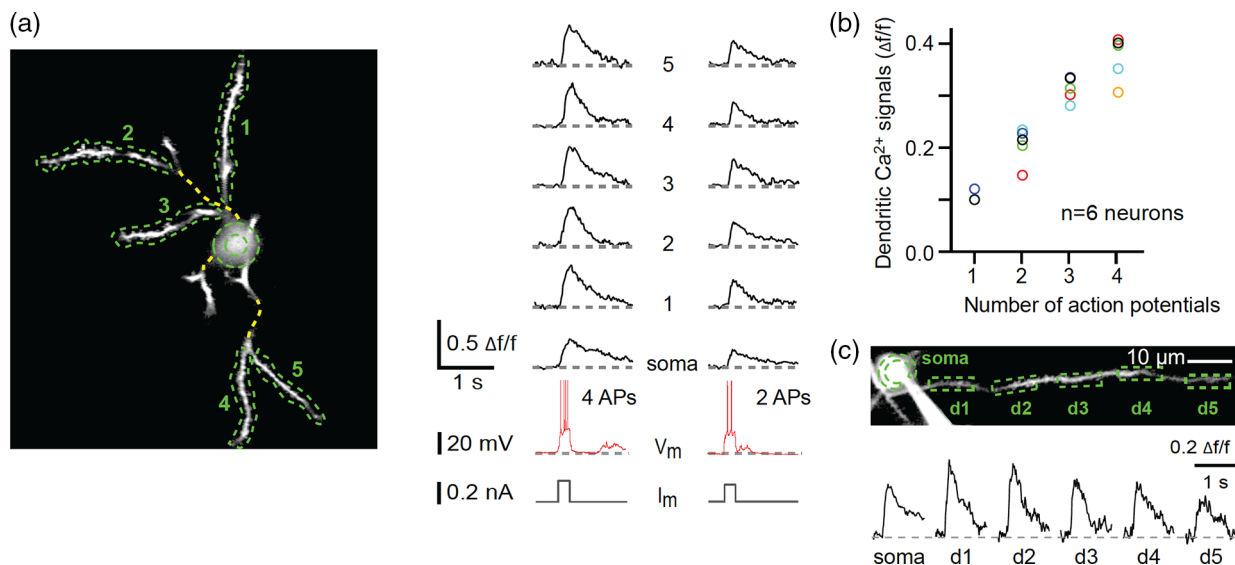 (a)
1
2
3
4
5
5
4
3
2
1
soma
0.5 Δf/f
1 s
4 APs
2 APs
20 mV
Vm
0.2 nA
Im
(b)
Dendritic Ca²⁺ signals (Δf/f)
0.4
0.2
0.0
1 2 3 4
n=6 neurons
Number of action potentials
(c)
soma
10 μm
d1 d2 d3 d4 d5
0.2 Δf/f
1 s
soma d1 d2 d3 d4 d5